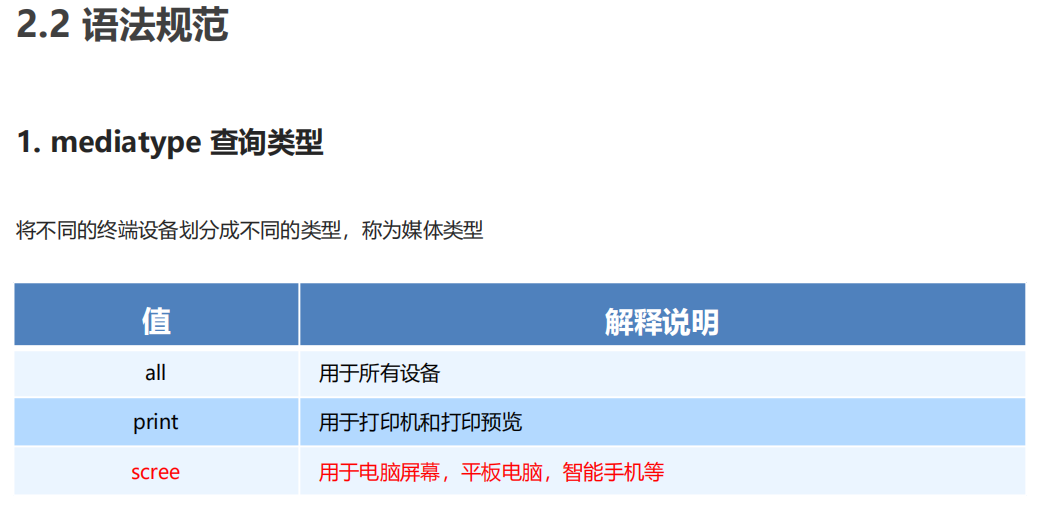 2.2 语法规范
1. mediatype 查询类型
将不同的终端设备划分成不同的类型，称为媒体类型
值 解释说明
all 用于所有设备
print 用于打印机和打印预览
scree 用于电脑屏幕，平板电脑，智能手机等